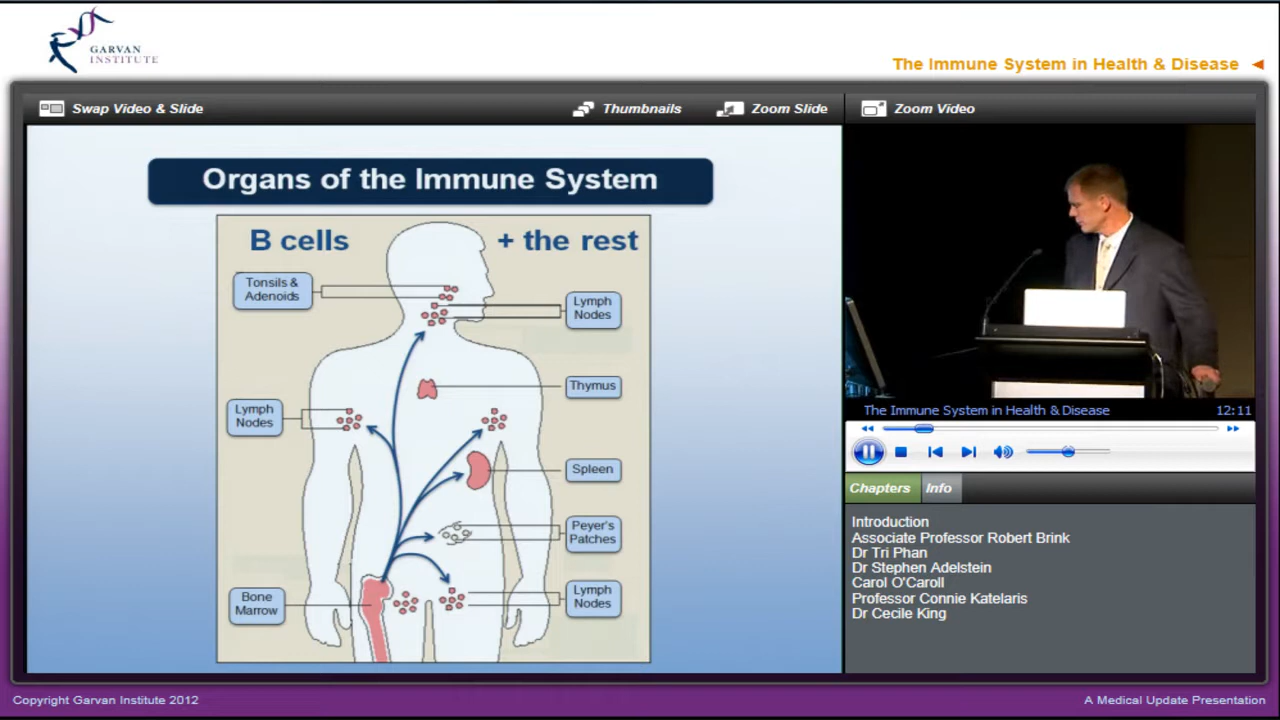 GARVAN
INSTITUTE
The Immune System in Health & Disease
Swap Video & Slide
Thumbnails
Zoom Slide
Zoom Video
Organs of the Immune System
B cells
+ the rest
Tonsils &
Adenoids
Lymph
Nodes
Thymus
Lymph
Nodes
Spleen
Peyer's
Patches
Bone
Marrow
Lymph
Nodes
The Immune System in Health & Disease
12:11
Chapters
Info
Introduction
Associate Professor Robert Brink
Dr Tri Phan
Dr Stephen Adelstein
Carol O'Caroll
Professor Connie Katelaris
Dr Cecile King
Copyright Garvan Institute 2012
A Medical Update Presentation